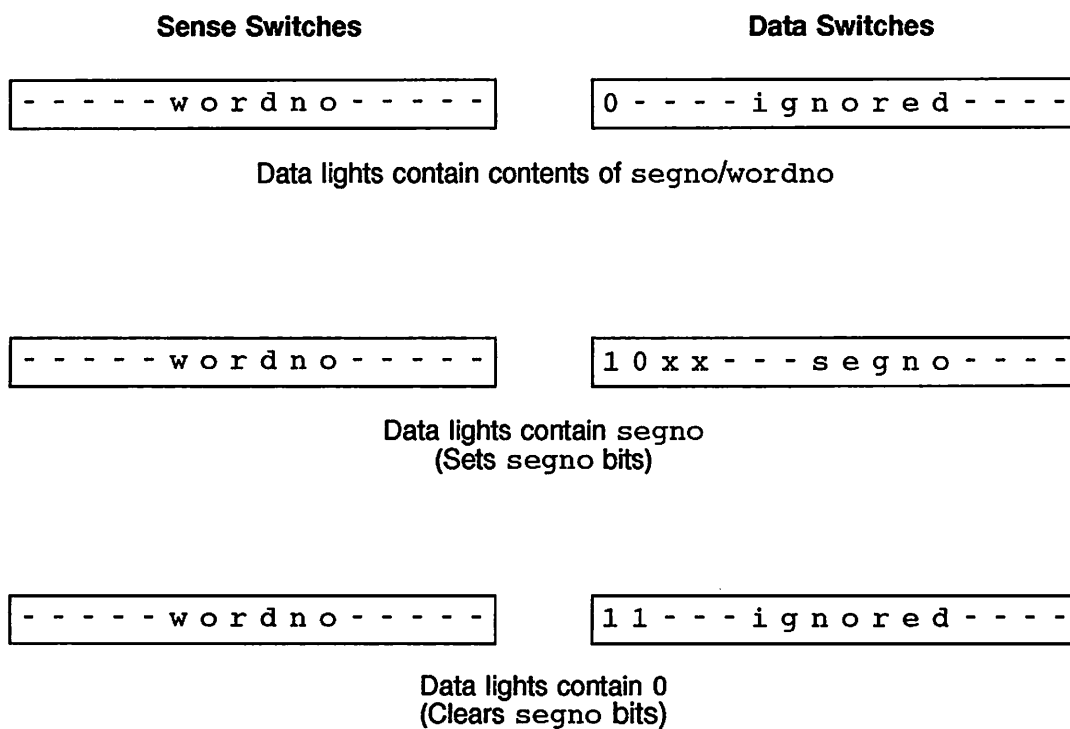 Sense Switches Data Switches
- - - - - w o r d n o - - - - - 0 - - - - i g n o r e d - - - -
Data lights contain contents of segno/wordno
- - - - - w o r d n o - - - - - 1 0 x x - - - s e g n o - - - -
Data lights contain segno
(Sets segno bits)
- - - - - w o r d n o - - - - - 1 1 - - - i g n o r e d - - - -
Data lights contain 0
(Clears segno bits)